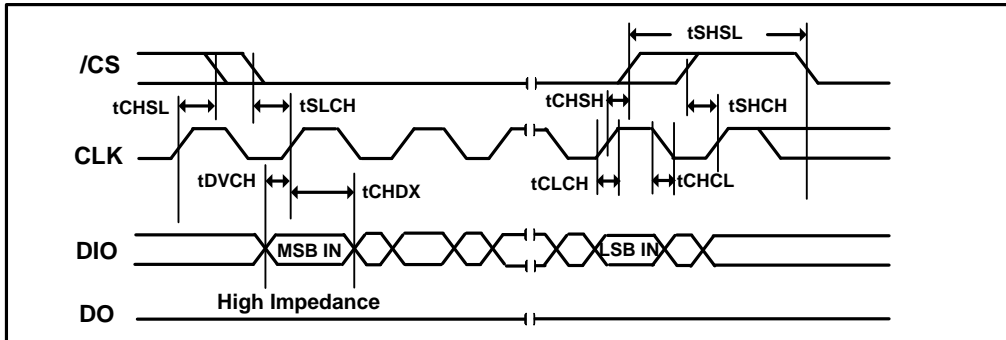 tSHSL
/CS
tCHSL
tSLCH
tCHSH
tSHCH
CLK
tDVCH
tCHDX
tCLCH
tCHCL
DIO
MSB IN
LSB IN
High Impedance
DO